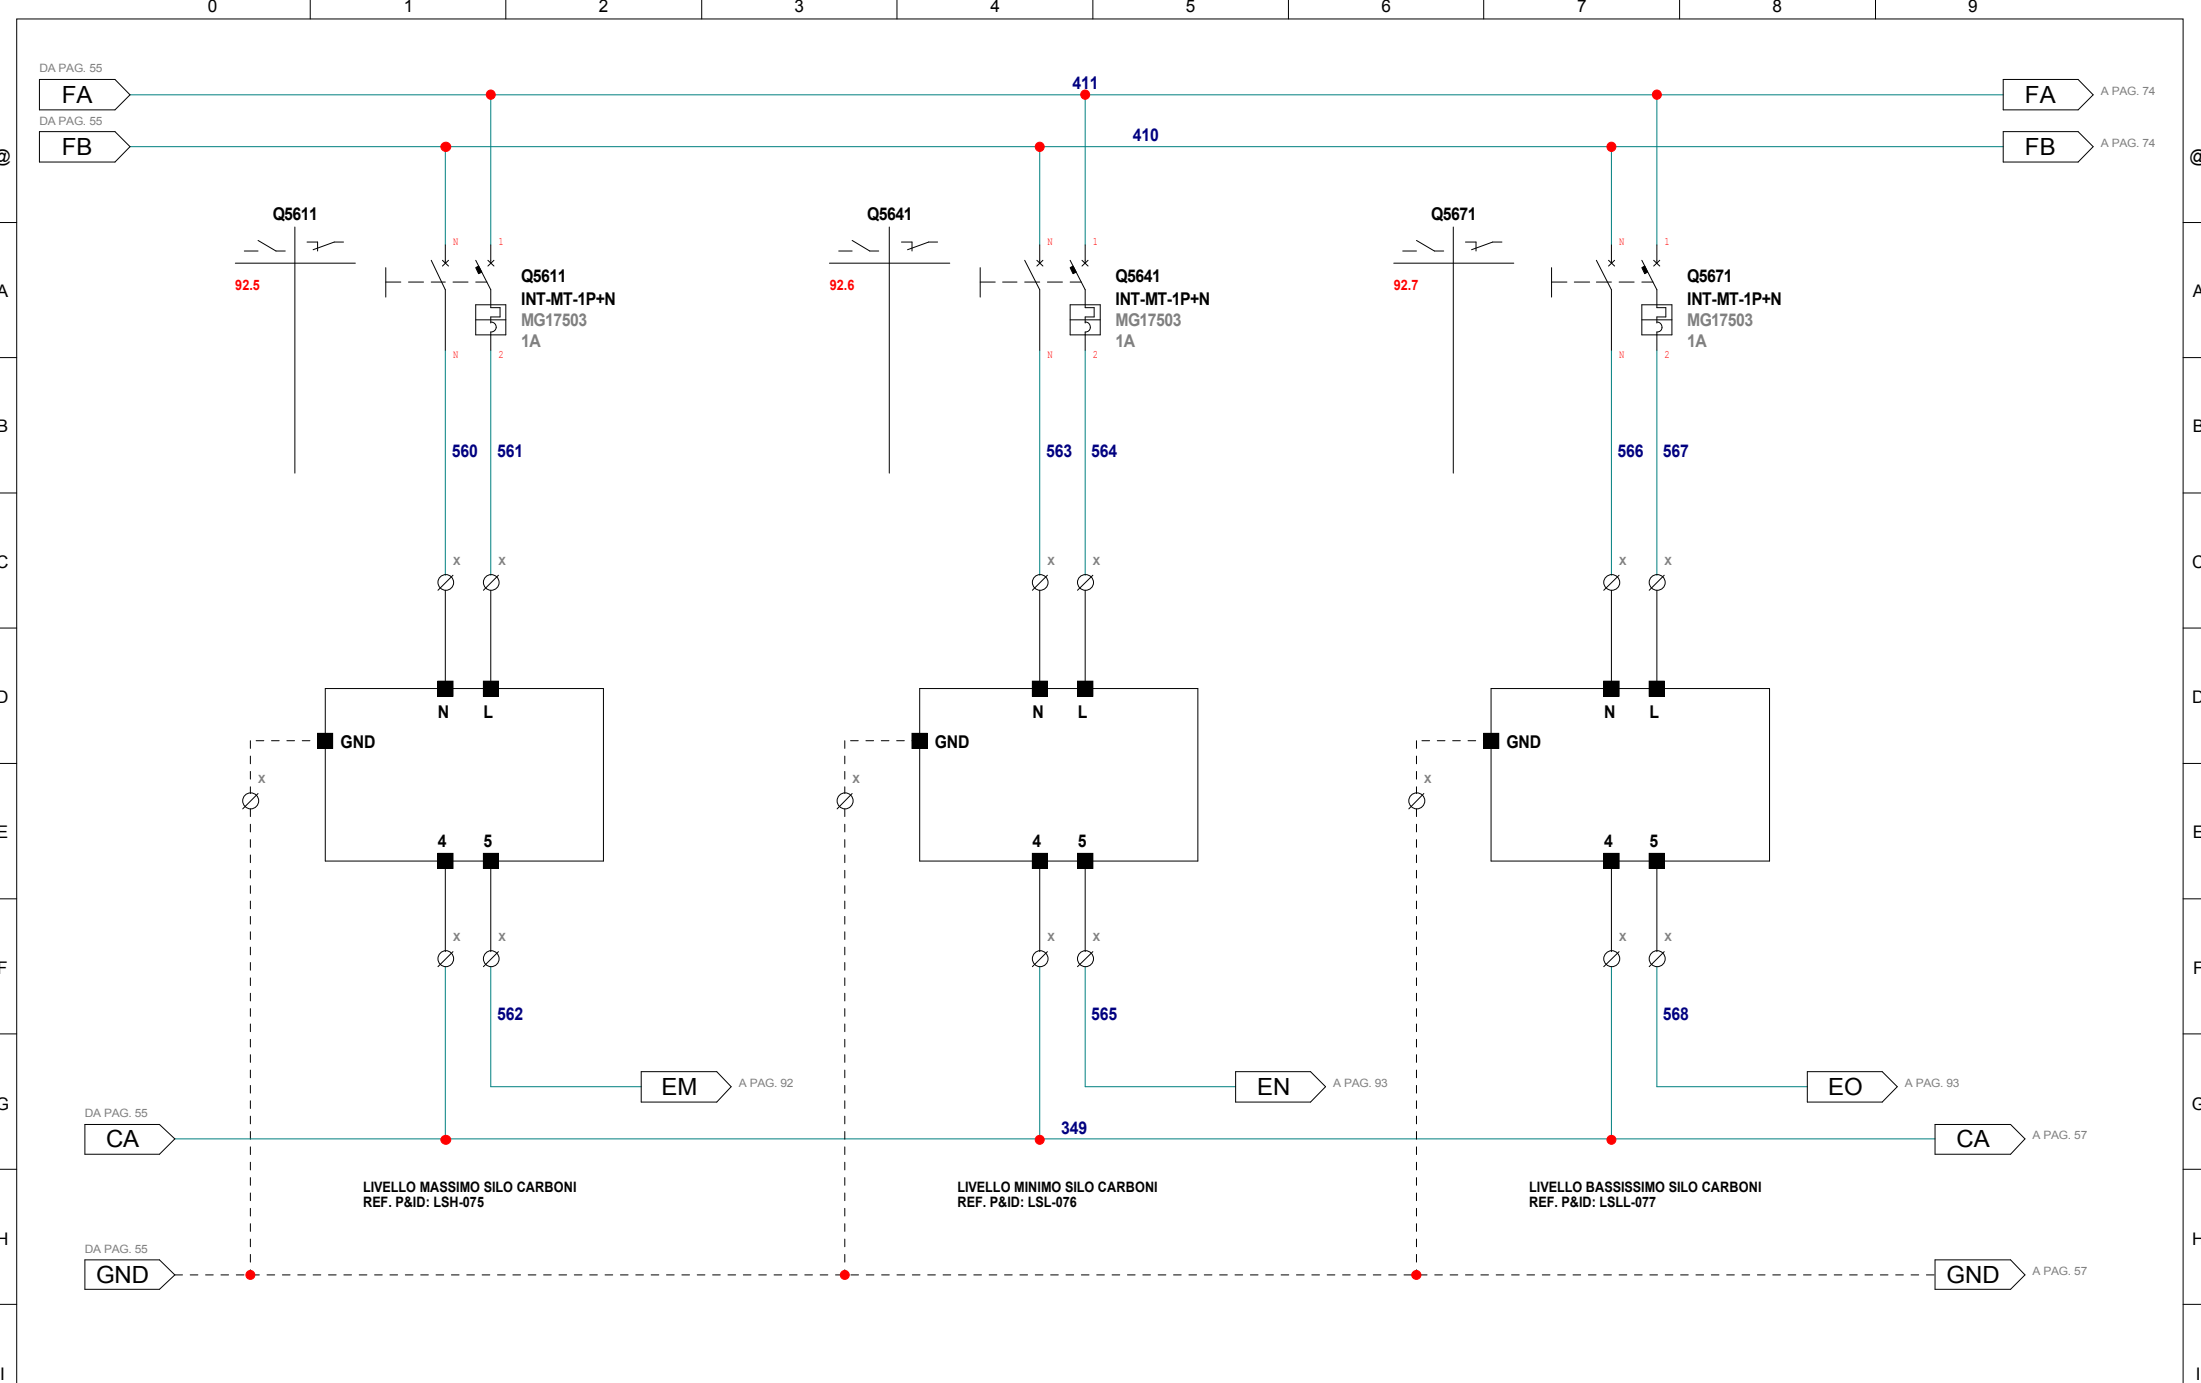 0 1 2 3 4 5 6 7 8 9
DA PAG. 55
FA
411
FA
A PAG. 74
DA PAG. 55
FB
410
FB
A PAG. 74
@
@
Q5611
Q5641
Q5671
N 1
N 1
N 1
A
92.5
Q5611
INT-MT-1P+N
MG17503
1A
92.6
Q5641
INT-MT-1P+N
MG17503
1A
92.7
Q5671
INT-MT-1P+N
MG17503
1A
A
N 2
N 2
N 2
B
560 561
563 564
566 567
B
C
x x
x x
x x
C
D
N L
N L
N L
D
GND
GND
GND
x
x
x
E
4 5
4 5
4 5
E
x x
x x
x x
F
F
562
565
568
EM
A PAG. 92
EN
A PAG. 93
EO
A PAG. 93
G
G
DA PAG. 55
CA
349
CA
A PAG. 57
LIVELLO MASSIMO SILO CARBONI
REF. P&ID: LSH-075
LIVELLO MINIMO SILO CARBONI
REF. P&ID: LSL-076
LIVELLO BASSISSIMO SILO CARBONI
REF. P&ID: LSLL-077
H
H
DA PAG. 55
GND
GND
A PAG. 57
I
I